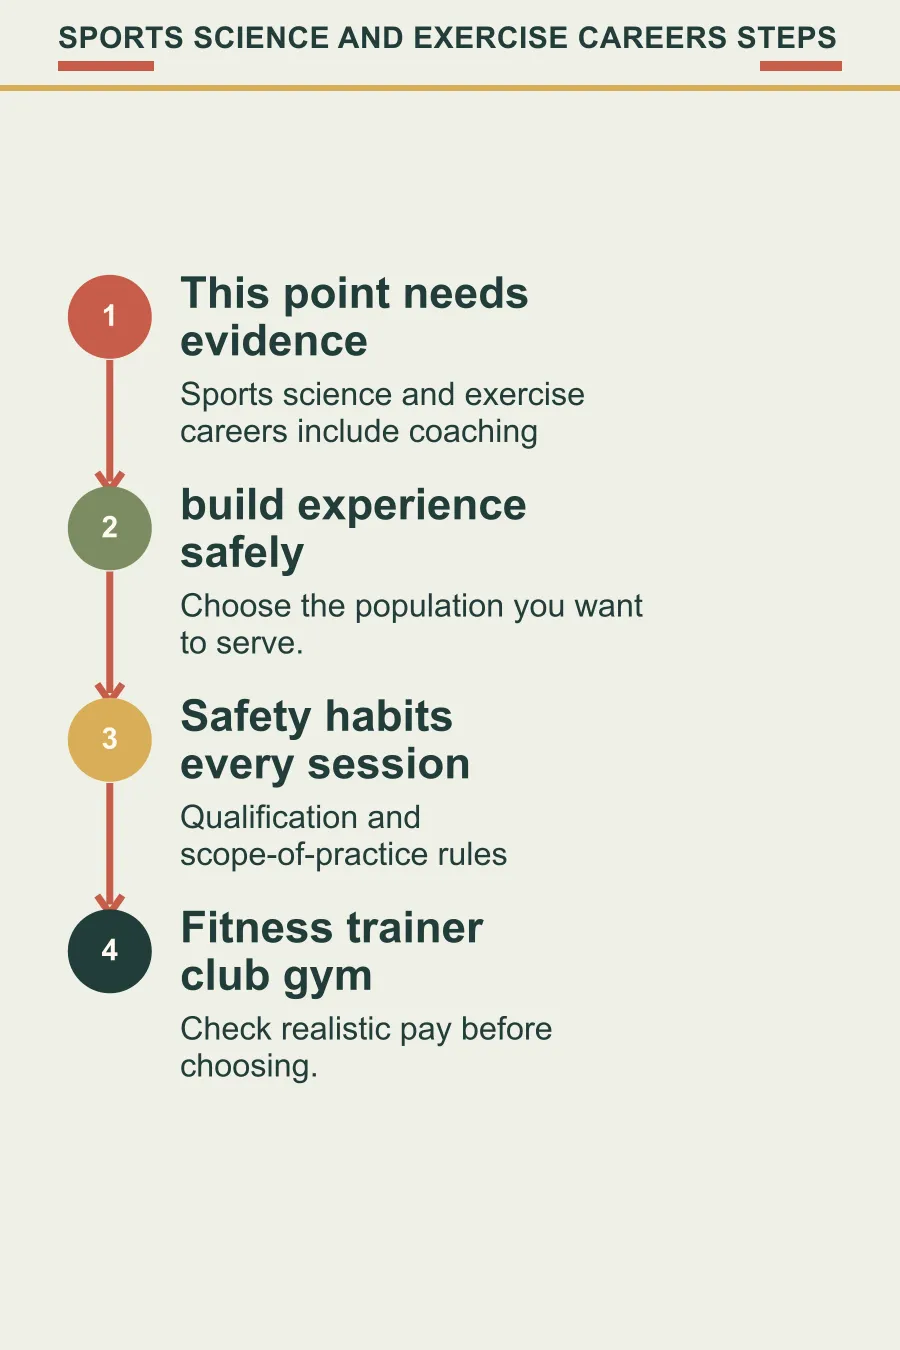 SPORTS SCIENCE AND EXERCISE CAREERS STEPS
1
This point needs
evidence
Sports science and exercise
careers include coaching
2
build experience
safely
Choose the population you want
to serve.
3
Safety habits
every session
Qualification and
scope-of-practice rules
4
Fitness trainer
club gym
Check realistic pay before
choosing.